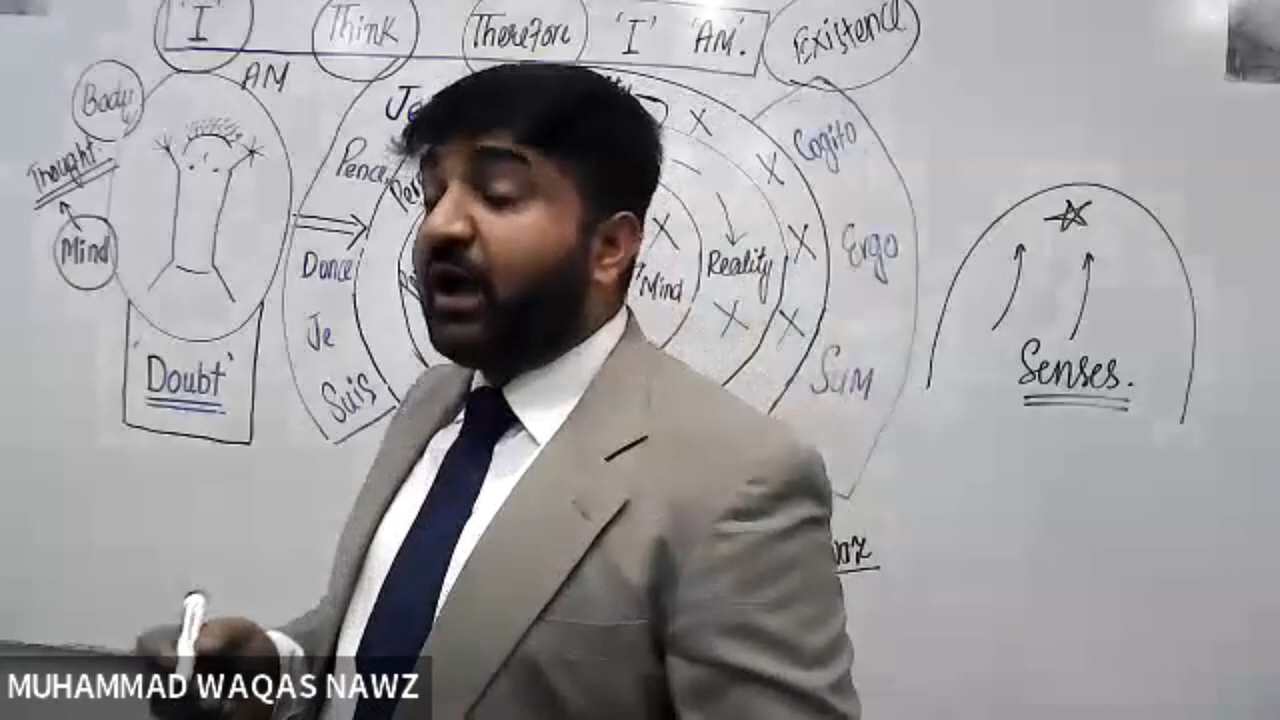 'I' Think Therefore 'I' 'AM'. Existence
AM
Body
Thought.
Mind
'Doubt'
Je
Pence
Dance
Je
Suis
Mind
Reality
Cogito
Ergo
Sum
Senses.
MUHAMMAD WAQAS NAWZ